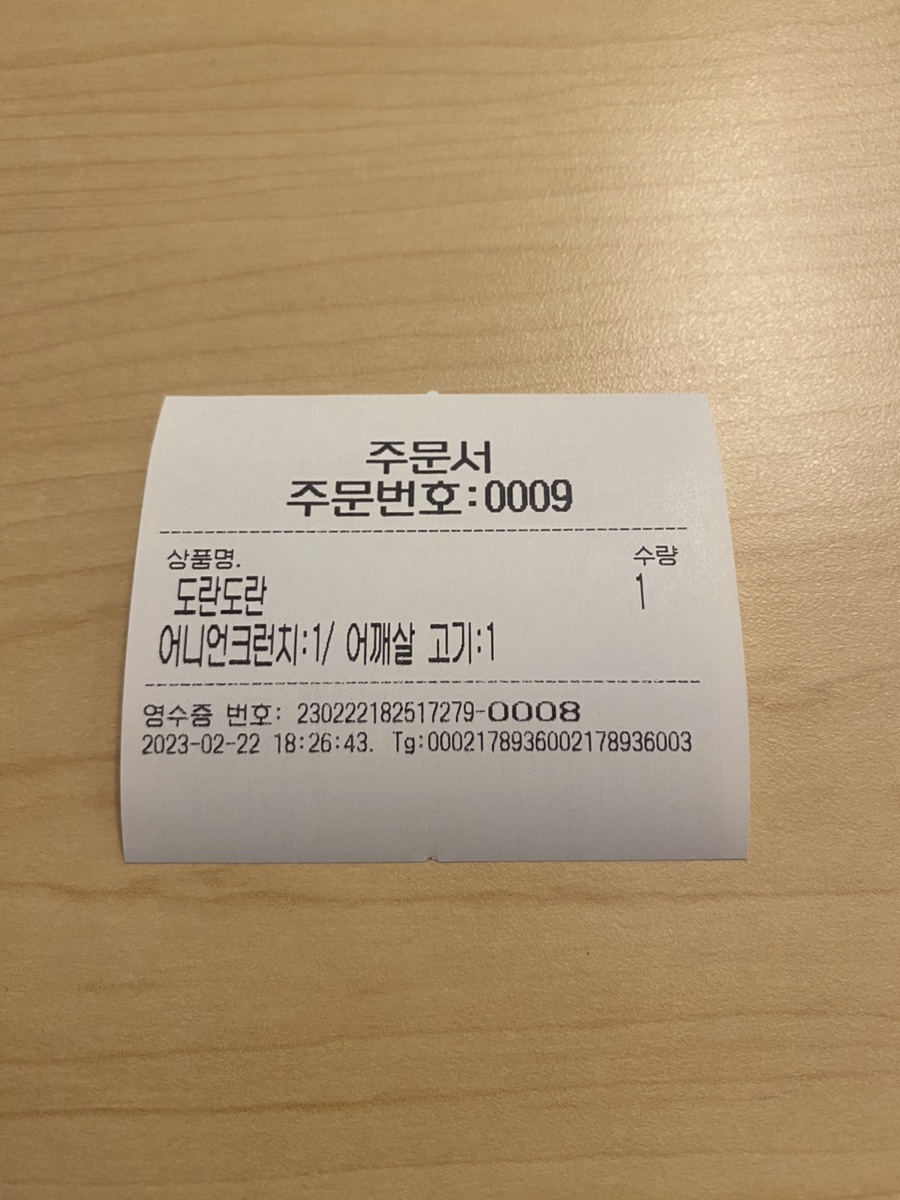 주문서
주문번호:0009
상품명. 수량
도란도란 1
어니언크런치:1/ 어깨살 고기:1
영수증 번호: 230222182517279-0008
2023-02-22 18:26:43. Tg:0002178936002178936003